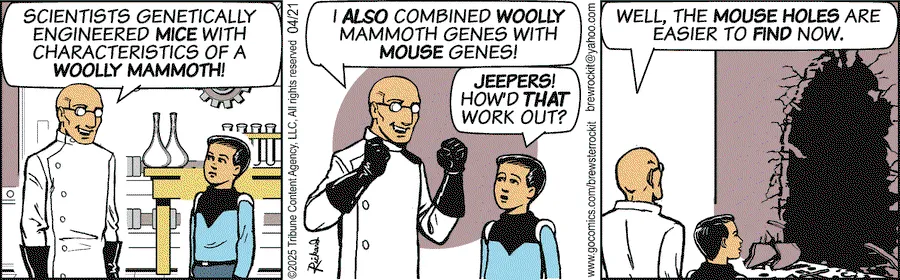 SCIENTISTS GENETICALLY
ENGINEERED MICE WITH
CHARACTERISTICS OF A
WOOLLY MAMMOTH!
©2025 Tribune Content Agency, LLC, All rights reserved 04/21
I ALSO COMBINED WOOLLY
MAMMOTH GENES WITH
MOUSE GENES!
JEEPERS!
HOW'D THAT
WORK OUT?
Richard
www.gocomics.com/brewsterrockit brewrockit@yahoo.com
WELL, THE MOUSE HOLES ARE
EASIER TO FIND NOW.